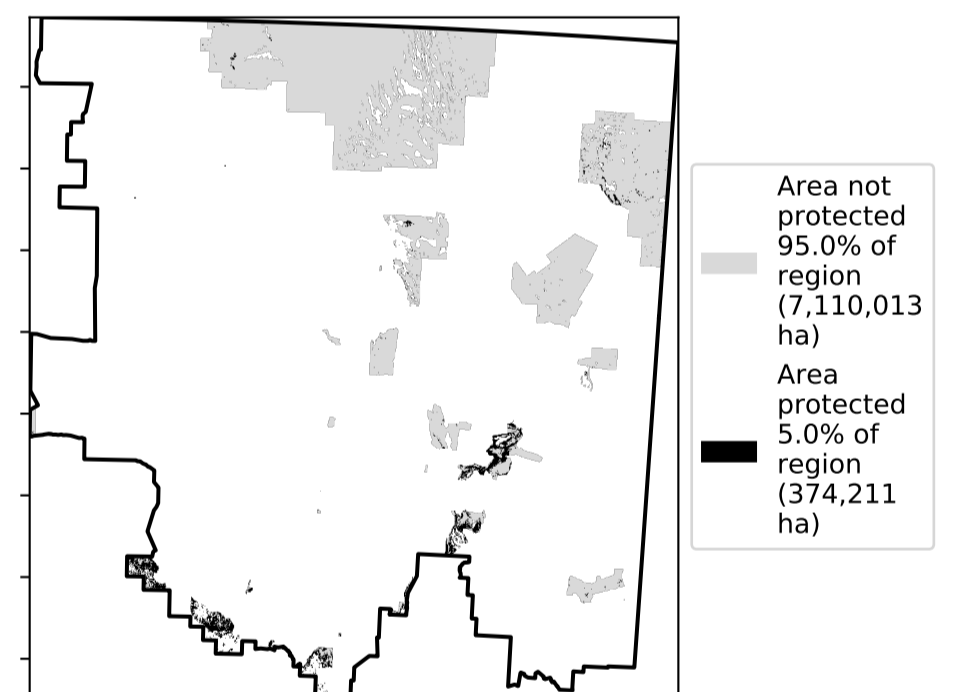 Area not
protected
95.0% of
region
(7,110,013
ha)
Area
protected
5.0% of
region
(374,211
ha)